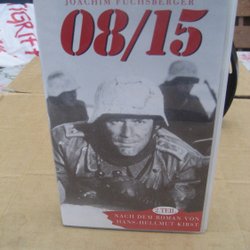 JOACHIM FUCHSBERGER
08/15
2. TEIL
NACH DEM ROMAN VON
HANS-HELLMUT KIRST